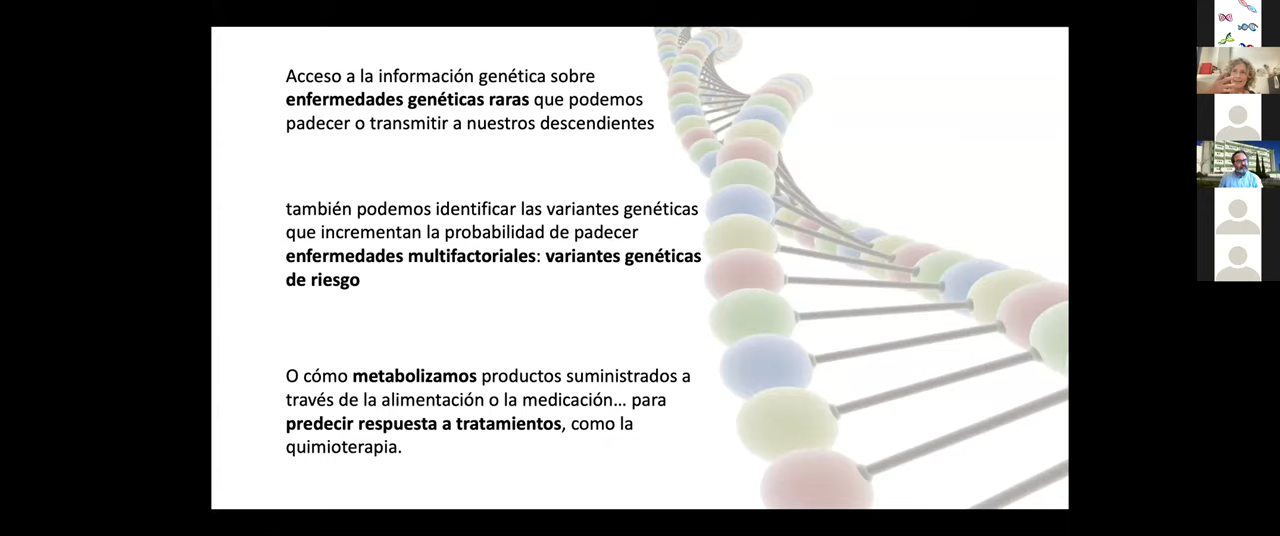 Acceso a la información genética sobre
enfermedades genéticas raras que podemos
padecer o transmitir a nuestros descendientes
también podemos identificar las variantes genéticas
que incrementan la probabilidad de padecer
enfermedades multifactoriales: variantes genéticas
de riesgo
O cómo metabolizamos productos suministrados a
través de la alimentación o la medicación... para
predecir respuesta a tratamientos, como la
quimioterapia.